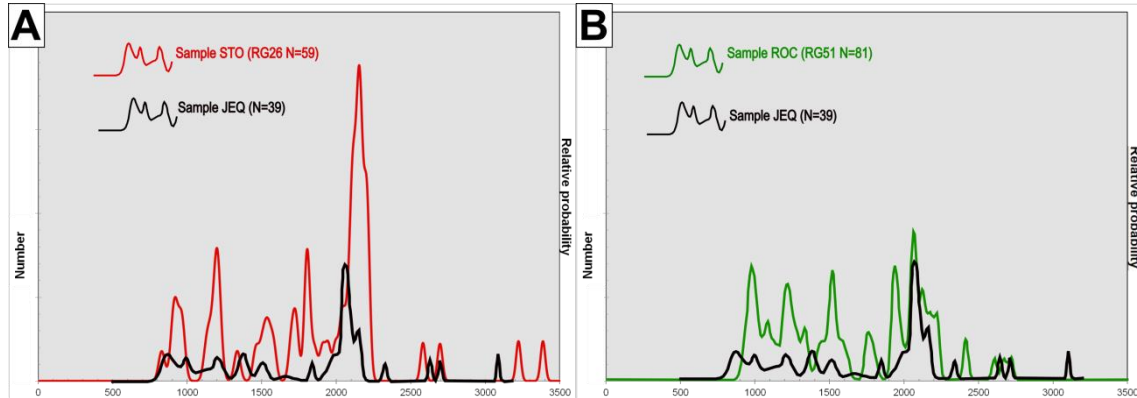 A
Sample STO (RG26 N=59)
Sample JEQ (N=39)
Number
Relative probability
0 500 1000 1500 2000 2500 3000 3500
B
Sample ROC (RG51 N=81)
Sample JEQ (N=39)
Number
Relative probability
0 500 1000 1500 2000 2500 3000 3500